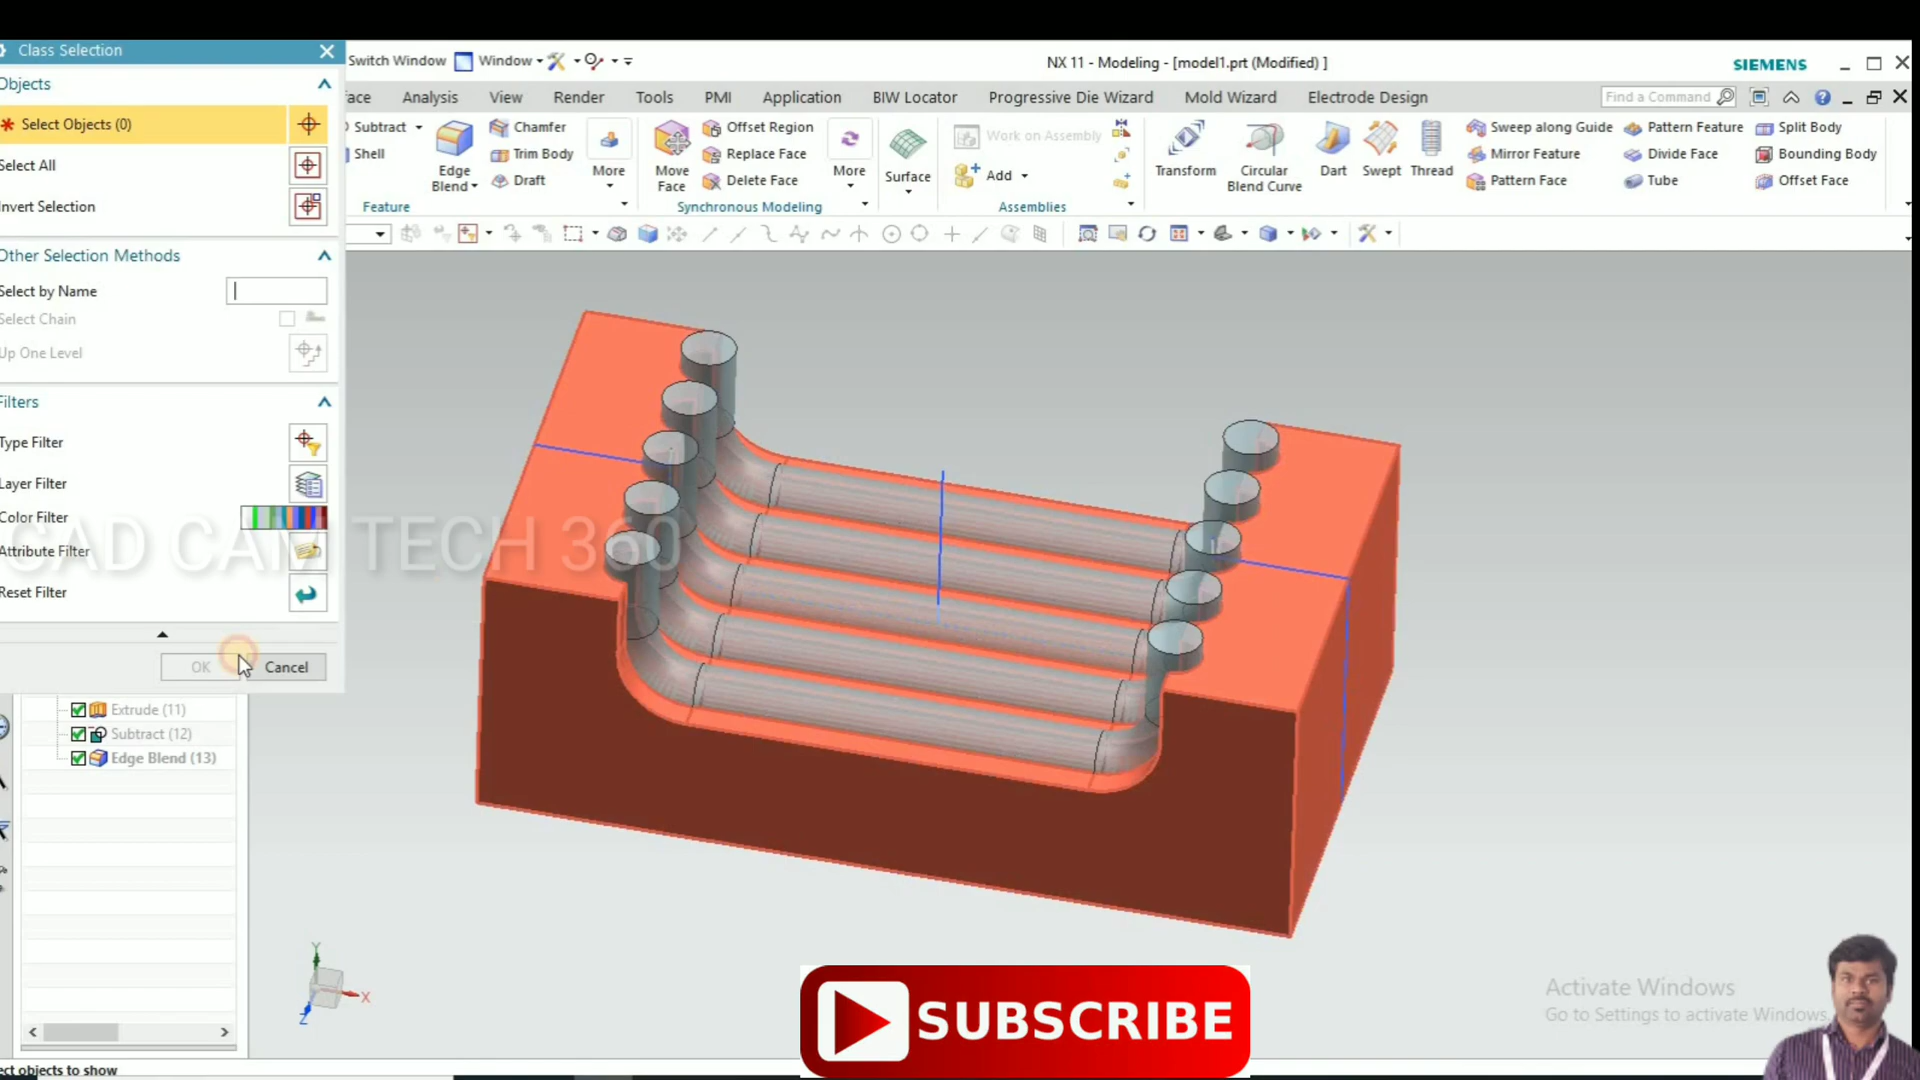 Class Selection
Switch Window
Window
NX 11 - Modeling - [model1.prt (Modified) ]
SIEMENS
Objects
Select Objects (0)
Select All
Invert Selection
Other Selection Methods
Select by Name
Select Chain
Up One Level
Filters
Type Filter
Layer Filter
Color Filter
Attribute Filter
Reset Filter
OK
Cancel
face
Analysis
View
Render
Tools
PMI
Application
BIW Locator
Progressive Die Wizard
Mold Wizard
Electrode Design
Find a Command
Subtract
Shell
Edge
Blend
Chamfer
Trim Body
Draft
More
Feature
Move
Face
Offset Region
Replace Face
Delete Face
More
Synchronous Modeling
Surface
Work on Assembly
Add
Assemblies
Transform
Circular
Blend Curve
Dart
Swept
Thread
Sweep along Guide
Mirror Feature
Pattern Face
Pattern Feature
Divide Face
Tube
Split Body
Bounding Body
Offset Face
CAD CAM TECH 360
Extrude (11)
Subtract (12)
Edge Blend (13)
Y
X
Z
SUBSCRIBE
Activate Windows
Go to Settings to activate Windows.
ect objects to show